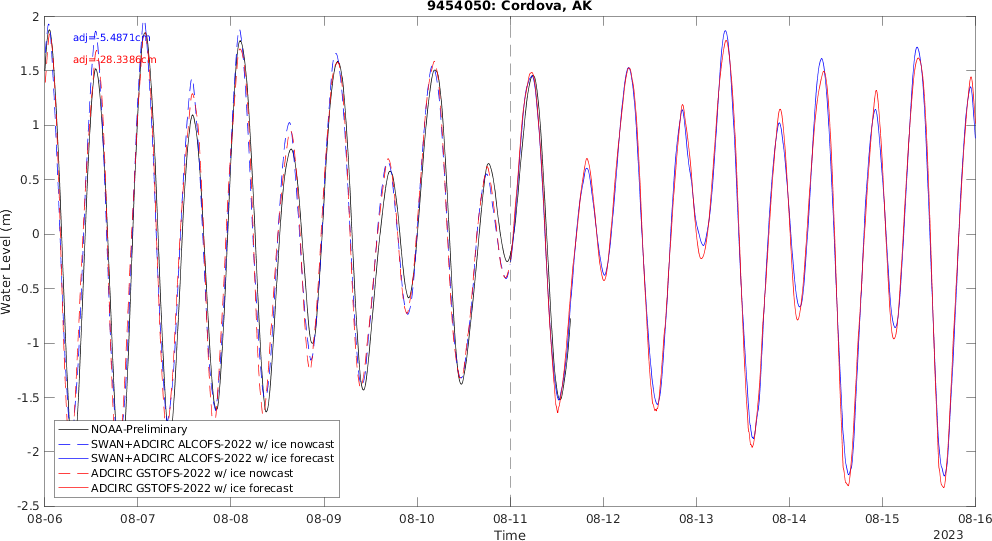 9454050: Cordova, AK
adj=-5.4871cm
adj=-28.3386cm
Water Level (m)
2
1.5
1
0.5
0
-0.5
-1
-1.5
-2
-2.5
NOAA-Preliminary
SWAN+ADCIRC ALCOFS-2022 w/ ice nowcast
SWAN+ADCIRC ALCOFS-2022 w/ ice forecast
ADCIRC GSTOFS-2022 w/ ice nowcast
ADCIRC GSTOFS-2022 w/ ice forecast
08-06 08-07 08-08 08-09 08-10 08-11 08-12 08-13 08-14 08-15 08-16
Time
2023